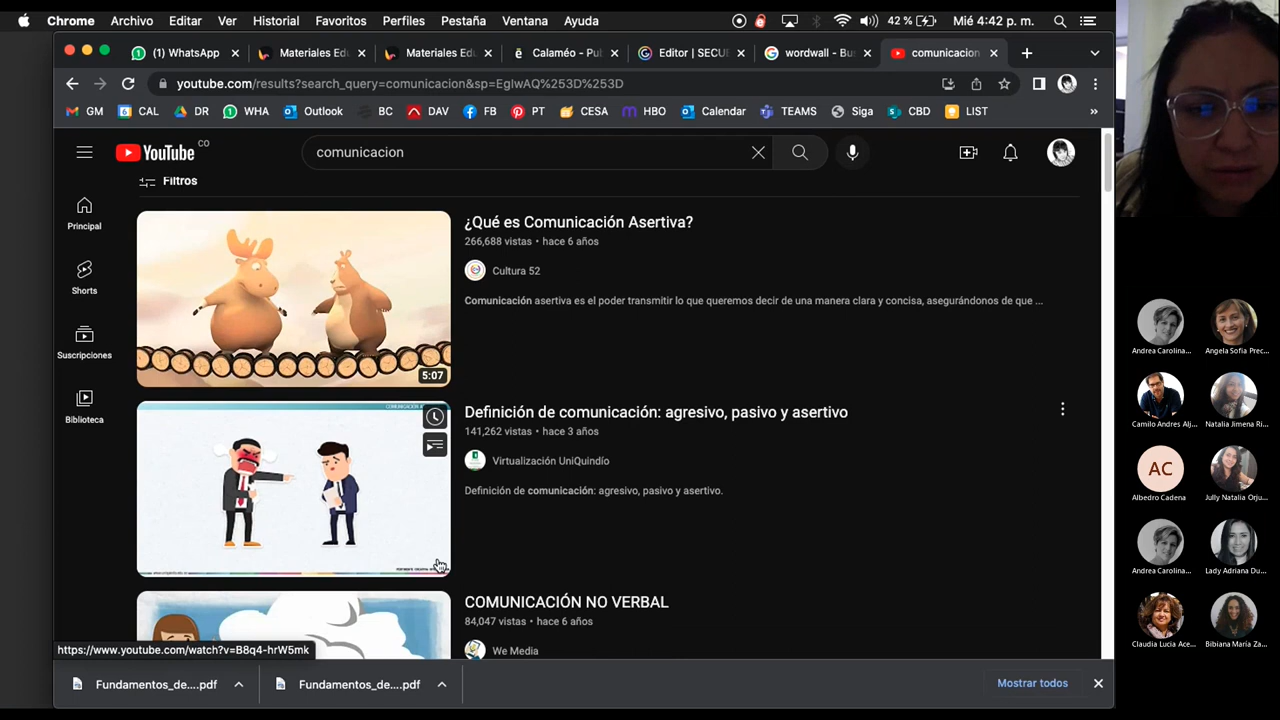 Chrome Archivo Editar Ver Historial Favoritos Perfiles Pestaña Ventana Ayuda 42 % Mié 4:42 p. m.
(1) WhatsApp Materiales Edu Materiales Edu Calaméo - Pul Editor | SECU wordwall - Bus comunicacion
youtube.com/results?search_query=comunicacion&sp=EgIwAQ%253D%253D
GM CAL DR WHA Outlook BC DAV FB PT CESA HBO Calendar TEAMS Siga CBD LIST »
YouTube CO
comunicacion
Filtros
Principal
Shorts
Suscripciones
Biblioteca
¿Qué es Comunicación Asertiva?
266,688 vistas • hace 6 años
Cultura 52
Comunicación asertiva es el poder transmitir lo que queremos decir de una manera clara y concisa, asegurándonos de que ...
5:07
Definición de comunicación: agresivo, pasivo y asertivo
141,262 vistas • hace 3 años
Virtualización UniQuindío
Definición de comunicación: agresivo, pasivo y asertivo.
COMUNICACIÓN NO VERBAL
84,047 vistas • hace 6 años
We Media
https://www.youtube.com/watch?v=B8q4-hrW5mk
Fundamentos_de....pdf Fundamentos_de....pdf Mostrar todos
Andrea Carolina... Angela Sofia Prec...
Camilo Andres Alj... Natalia Jimena Ri...
AC
Albedro Cadena Jully Natalia Orju...
Andrea Carolina... Lady Adriana Du...
Claudia Lucia Ace... Bibiana María Za...